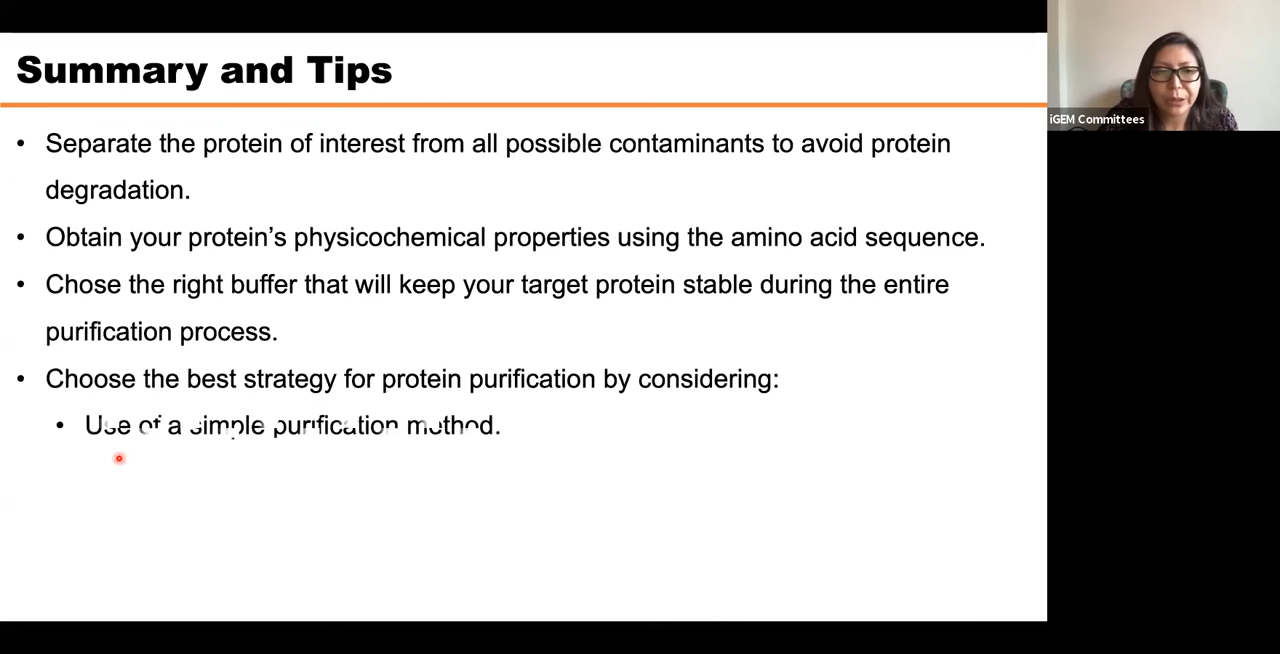 Summary and Tips
iGEM Committees
• Separate the protein of interest from all possible contaminants to avoid protein
degradation.
• Obtain your protein’s physicochemical properties using the amino acid sequence.
• Chose the right buffer that will keep your target protein stable during the entire
purification process.
• Choose the best strategy for protein purification by considering:
• Use of a simple purification method.